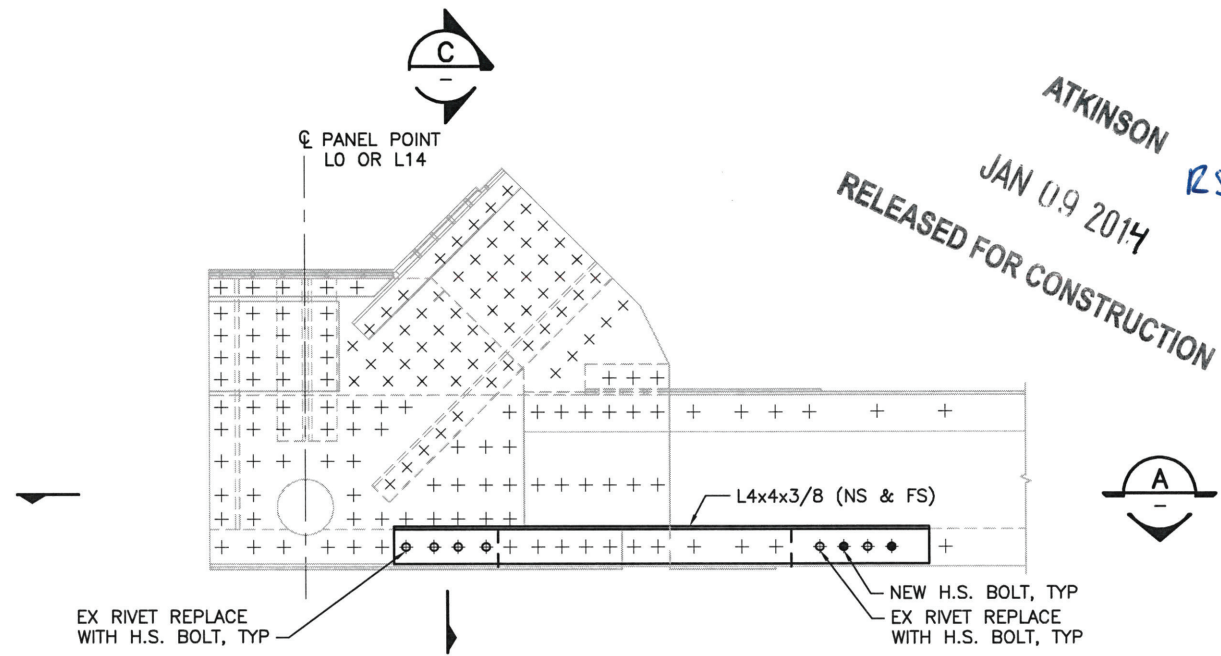 C
-
℄ PANEL POINT
L0 OR L14
ATKINSON
JAN 09 2014
RELEASED FOR CONSTRUCTION
L4x4x3/8 (NS & FS)
A
-
EX RIVET REPLACE
WITH H.S. BOLT, TYP
NEW H.S. BOLT, TYP
EX RIVET REPLACE
WITH H.S. BOLT, TYP